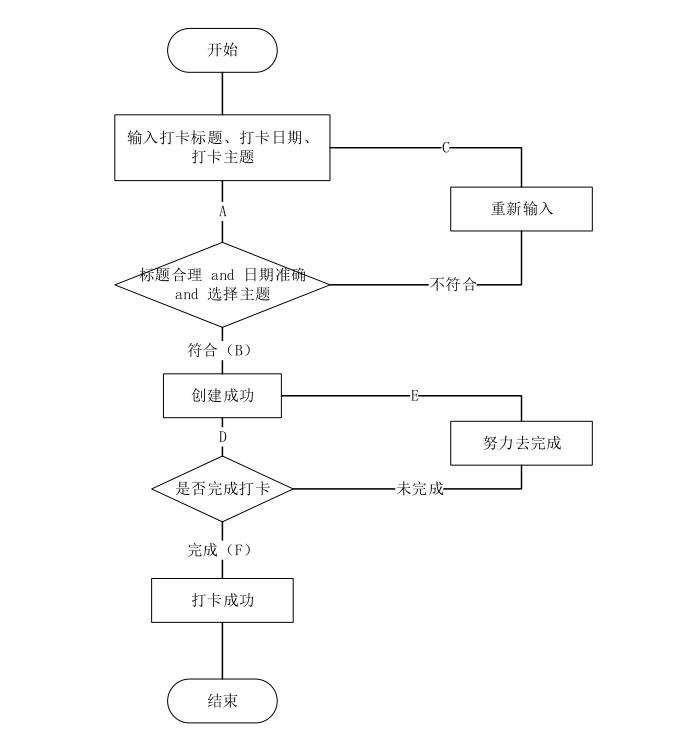 开始
输入打卡标题、打卡日期、
打卡主题
C
重新输入
A
标题合理 and 日期准确
and 选择主题
不符合
符合（B）
创建成功
E
努力去完成
D
是否完成打卡
未完成
完成（F）
打卡成功
结束